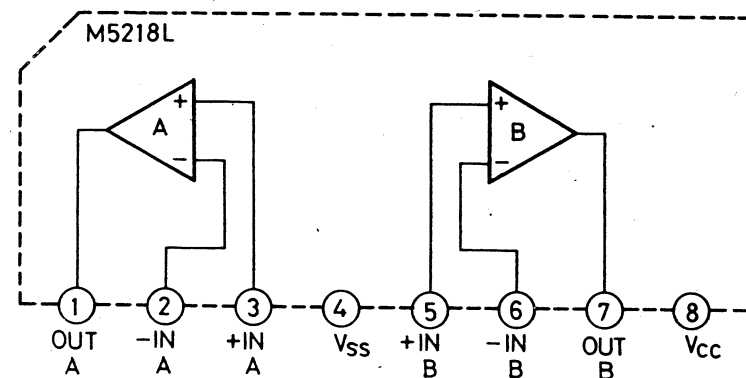 M5218L
+ A −
+ B −
1 2 3 4 5 6 7 8
OUT −IN +IN VSS +IN −IN OUT VCC
A A A B B B